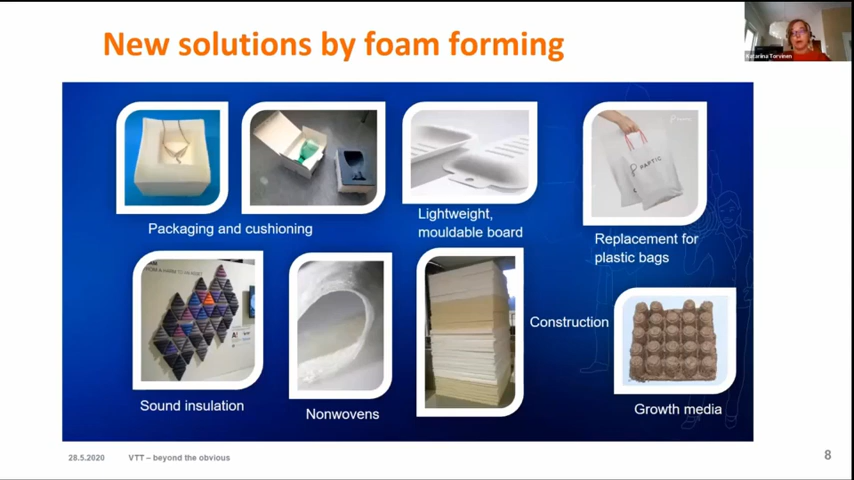 New solutions by foam forming
Katariina Torvinen
PAPTIC
Packaging and cushioning
Lightweight,
mouldable board
Replacement for
plastic bags
Construction
Sound insulation
Nonwovens
Growth media
28.5.2020
VTT – beyond the obvious
8